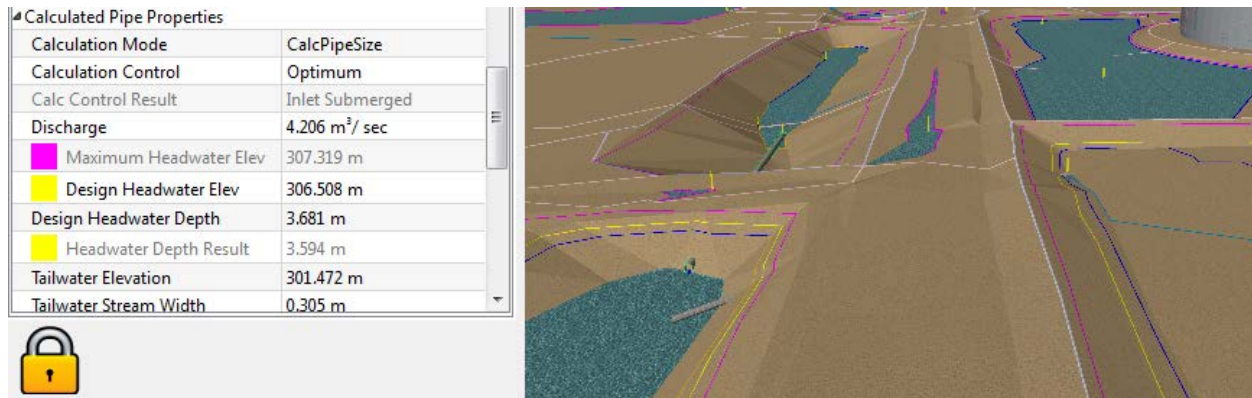 Calculated Pipe Properties
Calculation Mode CalcPipeSize
Calculation Control Optimum
Calc Control Result Inlet Submerged
Discharge 4.206 m³/ sec
Maximum Headwater Elev 307.319 m
Design Headwater Elev 306.508 m
Design Headwater Depth 3.681 m
Headwater Depth Result 3.594 m
Tailwater Elevation 301.472 m
Tailwater Stream Width 0.305 m